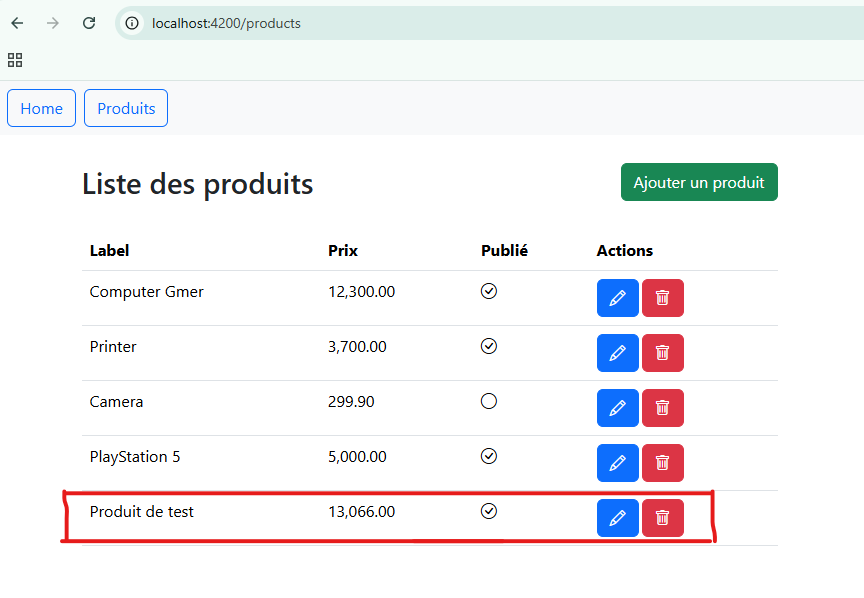 localhost:4200/products
Home Produits
Liste des produits Ajouter un produit
Label Prix Publié Actions
Computer Gmer 12,300.00
Printer 3,700.00
Camera 299.90
PlayStation 5 5,000.00
Produit de test 13,066.00